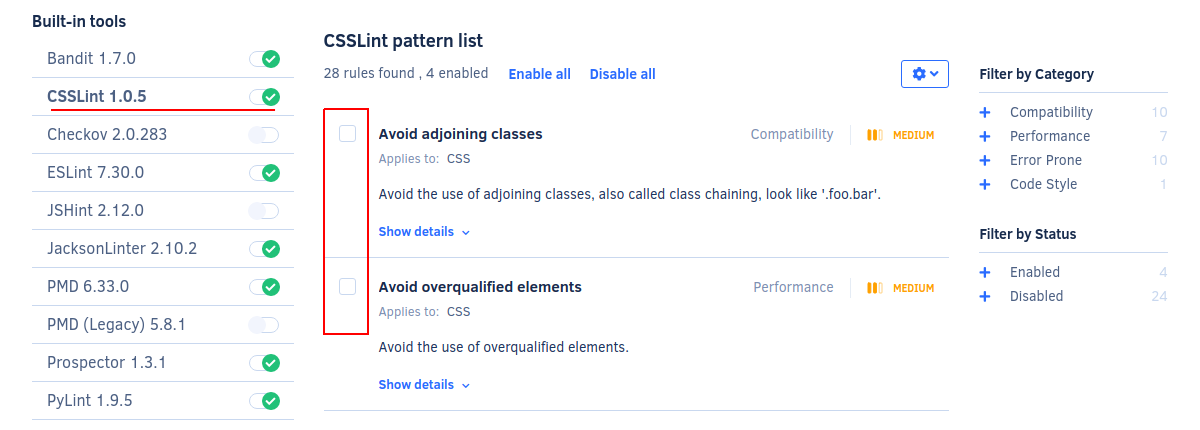 Built-in tools
Bandit 1.7.0
CSSLint 1.0.5
Checkov 2.0.283
ESLint 7.30.0
JSHint 2.12.0
JacksonLinter 2.10.2
PMD 6.33.0
PMD (Legacy) 5.8.1
Prospector 1.3.1
PyLint 1.9.5
CSSLint pattern list
28 rules found , 4 enabled Enable all Disable all
Avoid adjoining classes Compatibility MEDIUM
Applies to: CSS
Avoid the use of adjoining classes, also called class chaining, look like '.foo.bar'.
Show details
Avoid overqualified elements Performance MEDIUM
Applies to: CSS
Avoid the use of overqualified elements.
Show details
Filter by Category
Compatibility 10
Performance 7
Error Prone 10
Code Style 1
Filter by Status
Enabled 4
Disabled 24